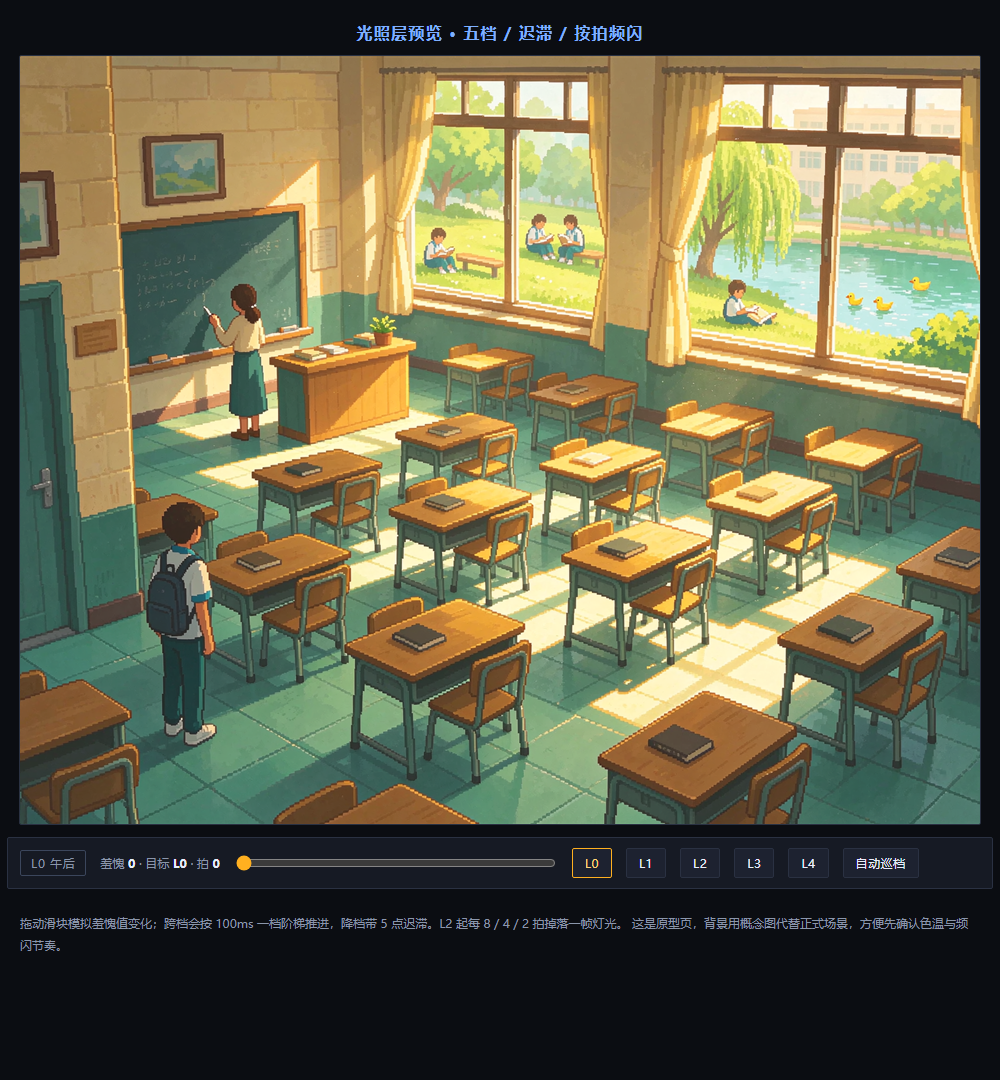 光照层预览 • 五档 / 迟滞 / 按拍频闪
L0 午后 羞愧 0 · 目标 L0 · 拍 0 L0 L1 L2 L3 L4 自动巡档
拖动滑块模拟羞愧值变化；跨档会按 100ms 一档阶梯推进，降档带 5 点迟滞。L2 起每 8 / 4 / 2 拍掉落一帧灯光。 这是原型页，背景用概念图代替正式场景，方便先确认色温与频
闪节奏。